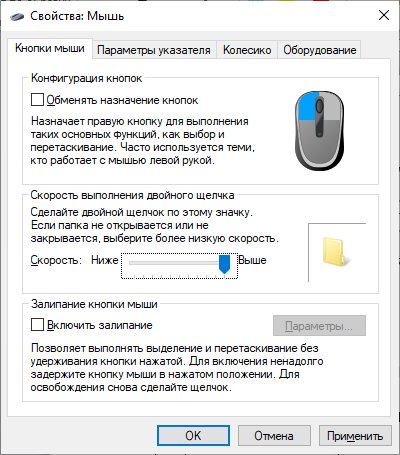 Свойства: Мышь
Кнопки мыши
Параметры указателя
Колесико
Оборудование
Конфигурация кнопок
Обменять назначение кнопок
Назначает правую кнопку для выполнения
таких основных функций, как выбор и
перетаскивание. Часто используется теми,
кто работает с мышью левой рукой.
Скорость выполнения двойного щелчка
Сделайте двойной щелчок по этому значку.
Если папка не открывается или не
закрывается, выберите более низкую скорость.
Скорость: Ниже Выше
Залипание кнопки мыши
Включить залипание
Параметры...
Позволяет выполнять выделение и перетаскивание без
удерживания кнопки нажатой. Для включения ненадолго
задержите кнопку мыши в нажатом положении. Для
освобождения снова сделайте щелчок.
OK
Отмена
Применить